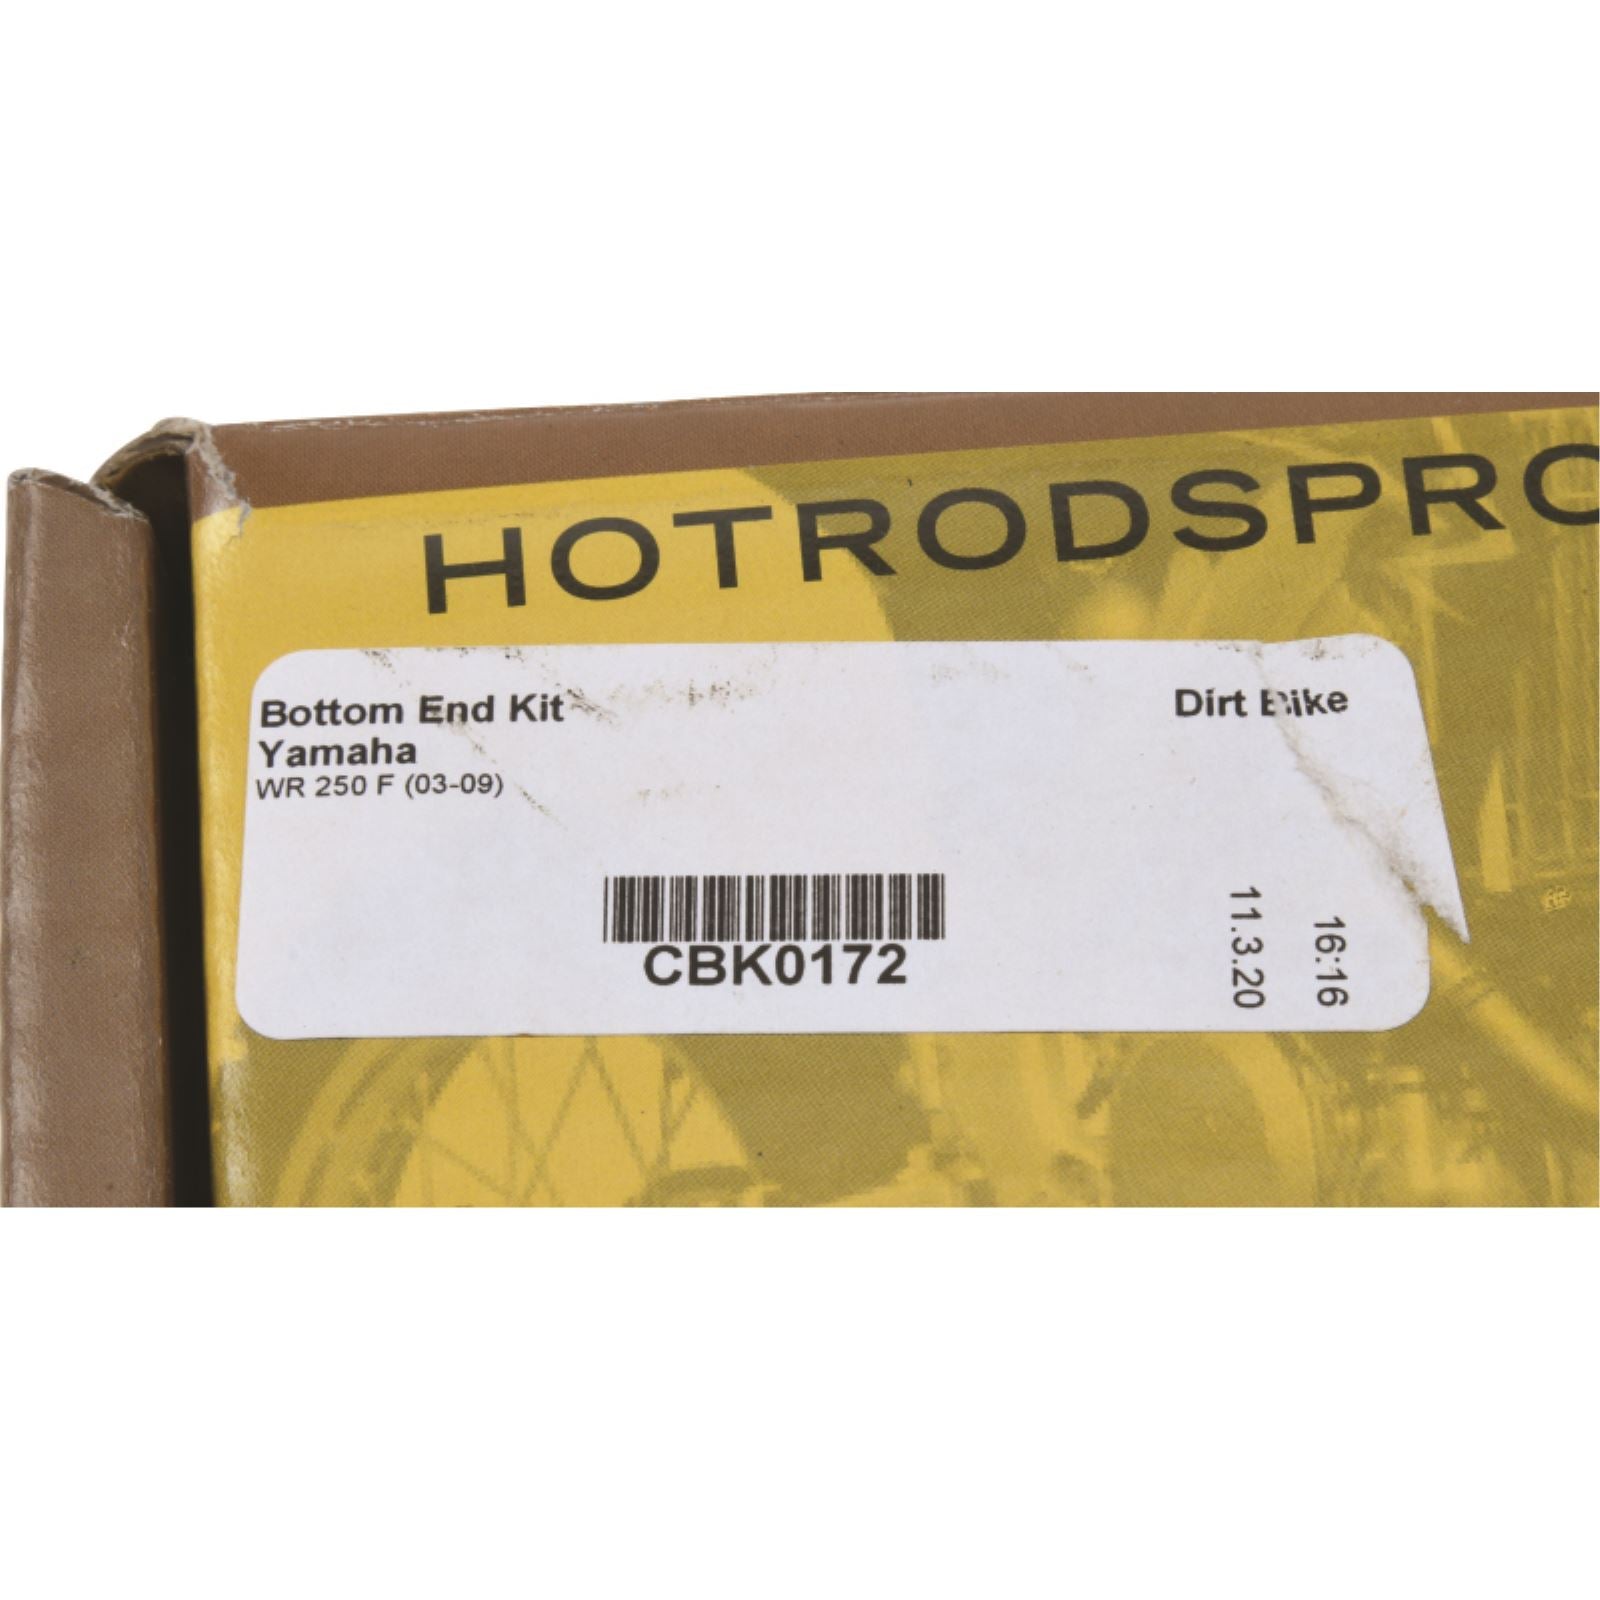 HOTRODSPRO
Bottom End Kit
Dirt Bike
Yamaha
WR 250 F (03-09)
CBK0172
11.3.20
16:16